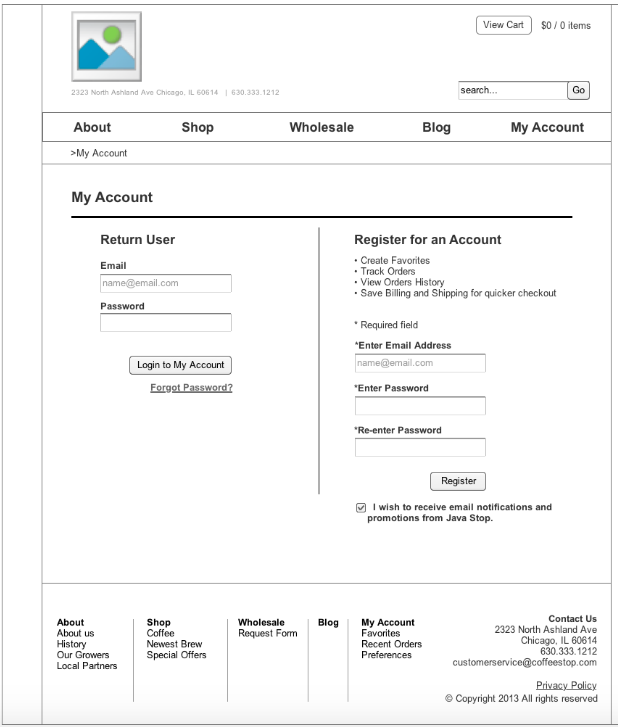 View Cart $0 / 0 items
2323 North Ashland Ave Chicago, IL 60614 | 630.333.1212
search... Go
About Shop Wholesale Blog My Account
>My Account
My Account
Return User
Email
name@email.com
Password
Login to My Account
Forgot Password?
Register for an Account
• Create Favorites
• Track Orders
• View Orders History
• Save Billing and Shipping for quicker checkout
* Required field
*Enter Email Address
name@email.com
*Enter Password
*Re-enter Password
Register
I wish to receive email notifications and
promotions from Java Stop.
About
About us
History
Our Growers
Local Partners
Shop
Coffee
Newest Brew
Special Offers
Wholesale
Request Form
Blog
My Account
Favorites
Recent Orders
Preferences
Contact Us
2323 North Ashland Ave
Chicago, IL 60614
630.333.1212
customerservice@coffeestop.com
Privacy Policy
© Copyright 2013 All rights reserved